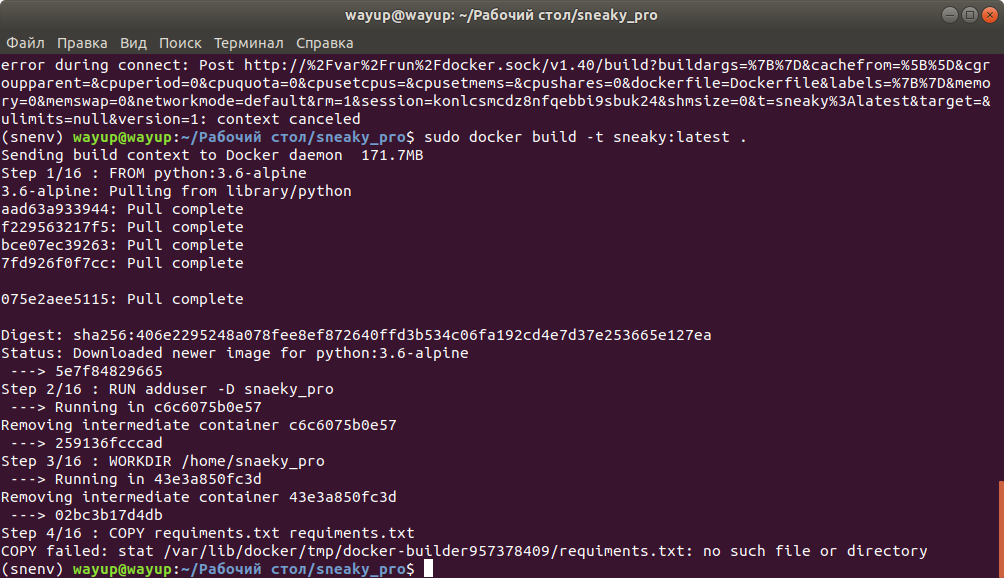 wayup@wayup: ~/Рабочий стол/sneaky_pro
Файл Правка Вид Поиск Терминал Справка
error during connect: Post http://%2Fvar%2Frun%2Fdocker.sock/v1.40/build?buildargs=%7B%7D&cachefrom=%5B%5D&cgr
oupparent=&cpuperiod=0&cpuquota=0&cpusetcpus=&cpusetmems=&cpushares=0&dockerfile=Dockerfile&labels=%7B%7D&memo
ry=0&memswap=0&networkmode=default&rm=1&session=konlcsmcdz8nfqebbi9sbuk24&shmsize=0&t=sneaky%3Alatest&target=&
ulimits=null&version=1: context canceled
(snenv) wayup@wayup:~/Рабочий стол/sneaky_pro$ sudo docker build -t sneaky:latest .
Sending build context to Docker daemon  171.7MB
Step 1/16 : FROM python:3.6-alpine
3.6-alpine: Pulling from library/python
aad63a933944: Pull complete
f229563217f5: Pull complete
bce07ec39263: Pull complete
7fd926f0f7cc: Pull complete
075e2aee5115: Pull complete
Digest: sha256:406e2295248a078fee8ef872640ffd3b534c06fa192cd4e7d37e253665e127ea
Status: Downloaded newer image for python:3.6-alpine
 ---> 5e7f84829665
Step 2/16 : RUN adduser -D snaeky_pro
 ---> Running in c6c6075b0e57
Removing intermediate container c6c6075b0e57
 ---> 259136fcccad
Step 3/16 : WORKDIR /home/snaeky_pro
 ---> Running in 43e3a850fc3d
Removing intermediate container 43e3a850fc3d
 ---> 02bc3b17d4db
Step 4/16 : COPY requiments.txt requiments.txt
COPY failed: stat /var/lib/docker/tmp/docker-builder957378409/requiments.txt: no such file or directory
(snenv) wayup@wayup:~/Рабочий стол/sneaky_pro$